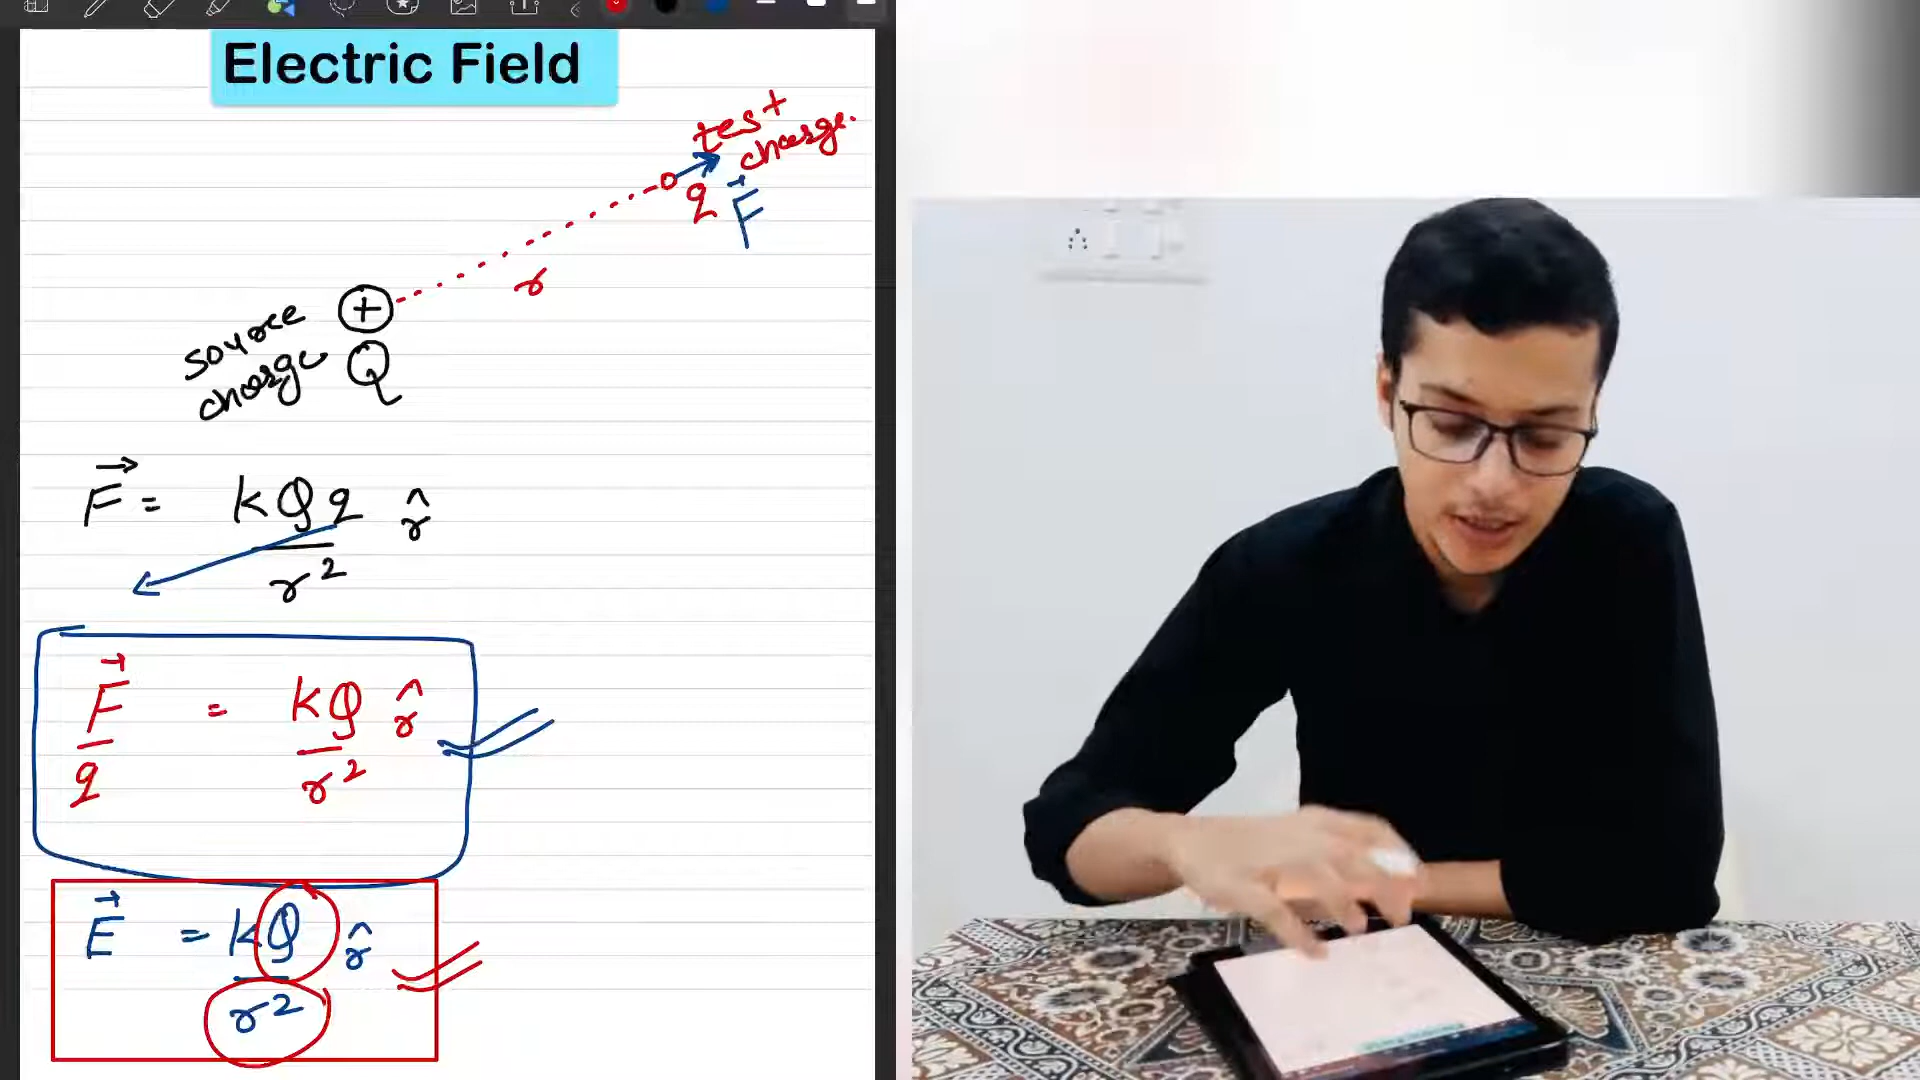 Electric Field
test
charge.
q
F⃗
r
+
source
charge
Q
F⃗ = kQq r̂
r²
F⃗ = kQ r̂
q r²
E⃗ = kQ r̂
r²